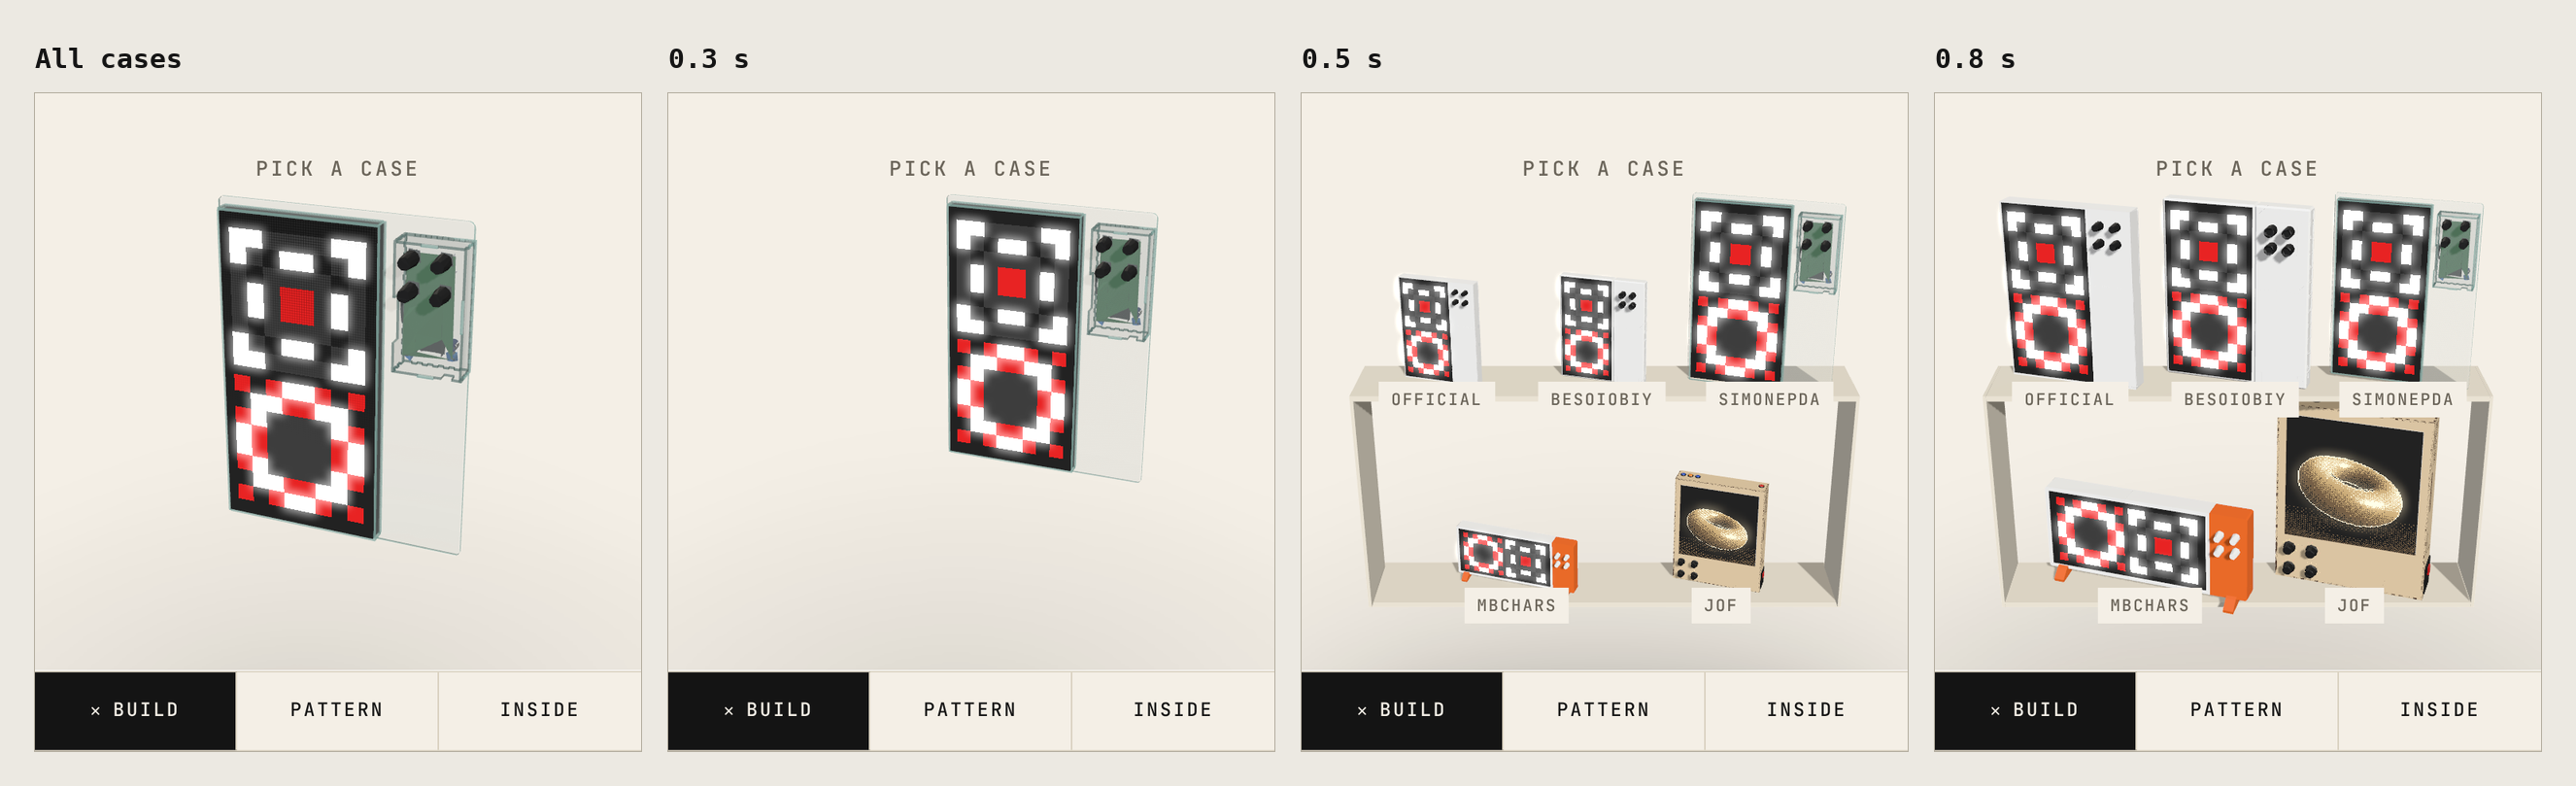 All cases
PICK A CASE
× BUILD
PATTERN
INSIDE
0.3 s
PICK A CASE
× BUILD
PATTERN
INSIDE
0.5 s
PICK A CASE
OFFICIAL
BESOIOBIY
SIMONEPDA
MBCHARS
JOF
× BUILD
PATTERN
INSIDE
0.8 s
PICK A CASE
OFFICIAL
BESOIOBIY
SIMONEPDA
MBCHARS
JOF
× BUILD
PATTERN
INSIDE